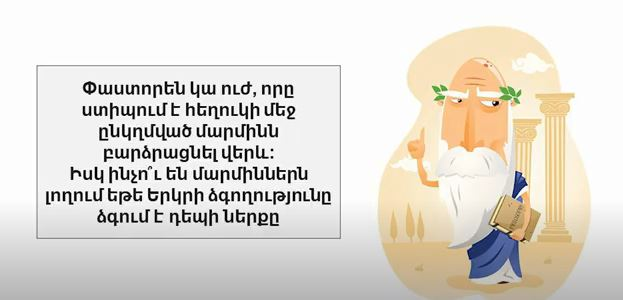 Փաստորեն կա ուժ, որը
ստիպում է հեղուկի մեջ
ընկղմված մարմինն
բարձրացնել վերև:
Իսկ ինչո՞ւ են մարմիններն
լողում եթե Երկրի ձգողությունը
ձգում է դեպի ներքը